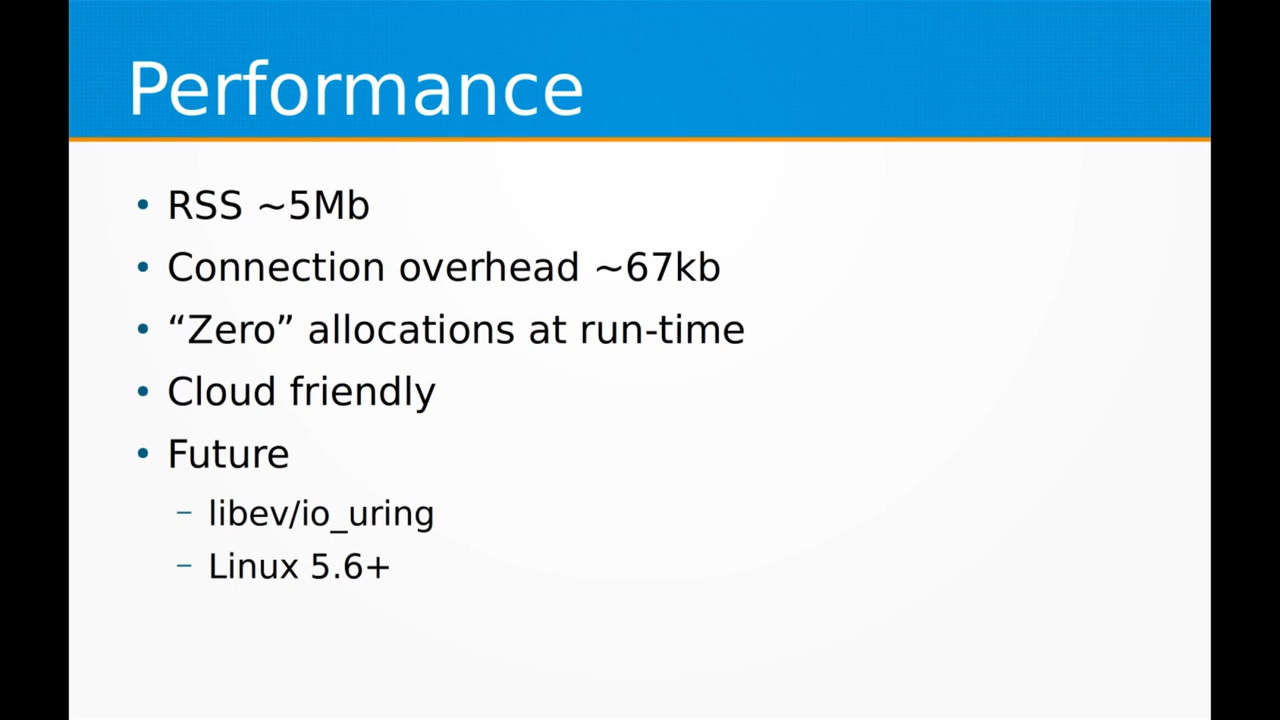 Performance
• RSS ~5Mb
• Connection overhead ~67kb
• “Zero” allocations at run-time
• Cloud friendly
• Future
– libev/io_uring
– Linux 5.6+